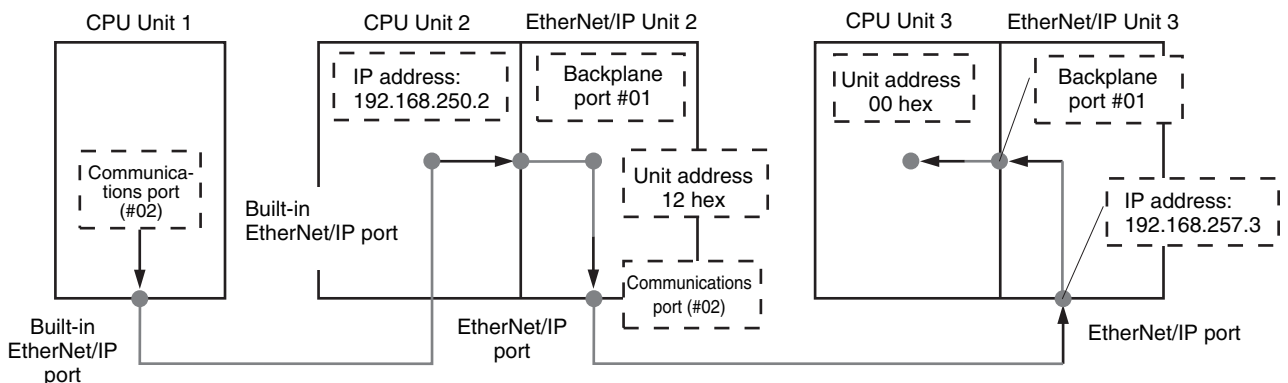 CPU Unit 1
CPU Unit 2
EtherNet/IP Unit 2
CPU Unit 3
EtherNet/IP Unit 3
IP address:
192.168.250.2
Backplane
port #01
Unit address
00 hex
Backplane
port #01
Communica-
tions port
(#02)
Unit address
12 hex
Built-in
EtherNet/IP port
IP address:
192.168.257.3
Communications
port (#02)
Built-in
EtherNet/IP
port
EtherNet/IP
port
EtherNet/IP port